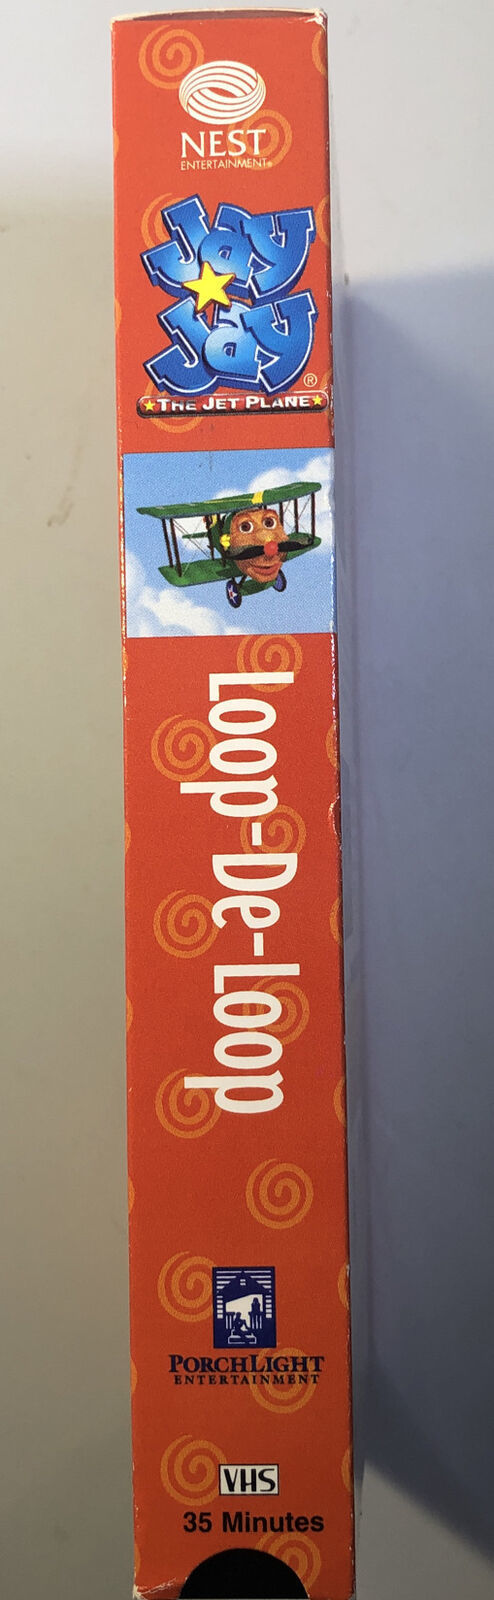 NEST
ENTERTAINMENT®
Jay
Jay®
THE JET PLANE
Loop-De-Loop
PORCHLIGHT
ENTERTAINMENT
VHS
35 Minutes